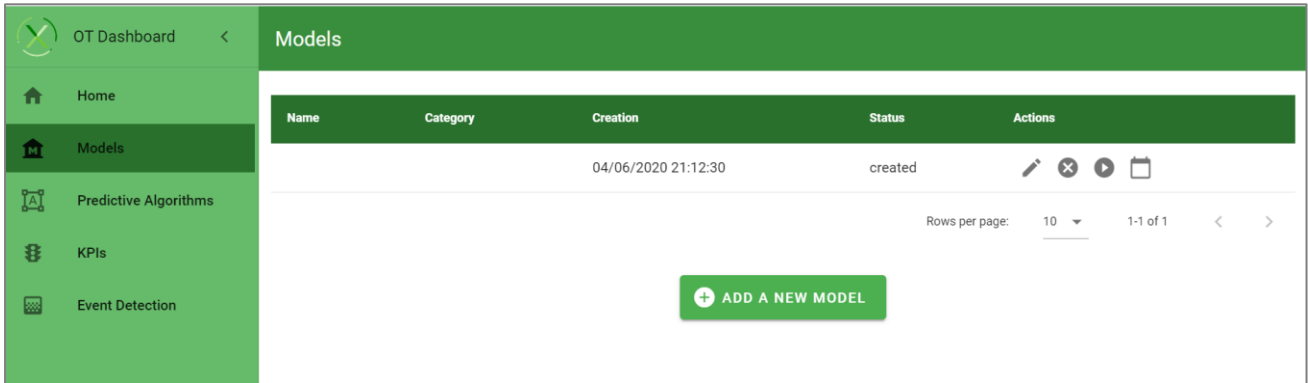 OT Dashboard
Models
Home
Models
Predictive Algorithms
KPIs
Event Detection
Name Category Creation Status Actions
04/06/2020 21:12:30 created
Rows per page: 10 1-1 of 1
ADD A NEW MODEL